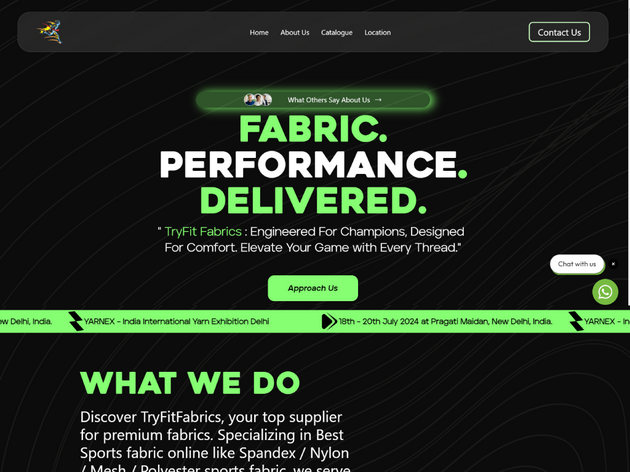 Home About Us Catalogue Location Contact Us
What Others Say About Us →
FABRIC.
PERFORMANCE.
DELIVERED.
" TryFit Fabrics : Engineered For Champions, Designed
For Comfort. Elevate Your Game with Every Thread."
Chat with us ×
Approach Us
ew Delhi, India. YARNEX - India International Yarn Exhibition Delhi 18th - 20th July 2024 at Pragati Maidan, New Delhi, India. YARNEX - In
WHAT WE DO
Discover TryFitFabrics, your top supplier
for premium fabrics. Specializing in Best
Sports fabric online like Spandex / Nylon
/ Mesh / Polyester sports fabric, we serve